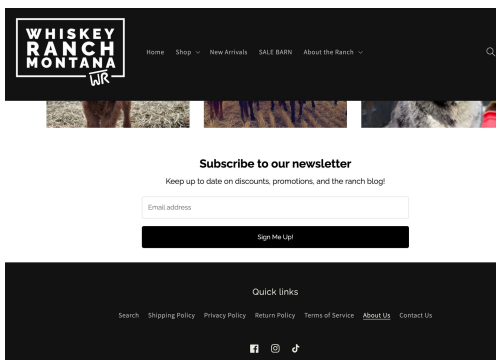 WHISKEY
RANCH
MONTANA
WR
Home Shop New Arrivals SALE BARN About the Ranch
Subscribe to our newsletter
Keep up to date on discounts, promotions, and the ranch blog!
Email address
Sign Me Up!
Quick links
Search Shipping Policy Privacy Policy Return Policy Terms of Service About Us Contact Us